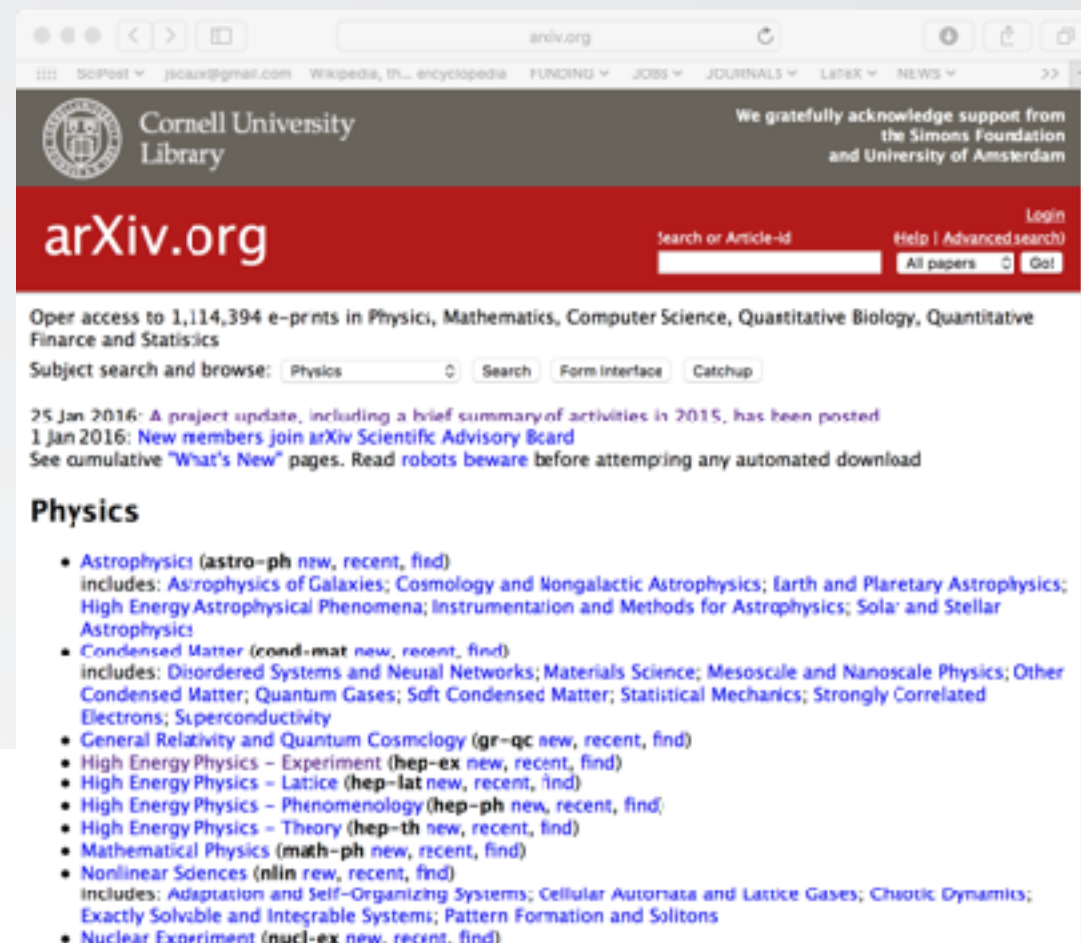 arxiv.org
SciPost jscaux@gmail.com Wikipedia, th... encyclopedia FUNDING JOBS JOURNALS LaTeX NEWS >>
Cornell University
Library
We gratefully acknowledge support from
the Simons Foundation
and University of Amsterdam
arXiv.org
Login
Search or Article-id (Help | Advanced search)
All papers Go!
Open access to 1,114,394 e-prints in Physics, Mathematics, Computer Science, Quantitative Biology, Quantitative
Finance and Statistics
Subject search and browse: Physics Search Form Interface Catchup
25 Jan 2016: A project update, including a brief summary of activities in 2015, has been posted
1 Jan 2016: New members join arXiv Scientific Advisory Board
See cumulative "What's New" pages. Read robots beware before attempting any automated download
Physics
• Astrophysics (astro-ph new, recent, find)
includes: Astrophysics of Galaxies; Cosmology and Nongalactic Astrophysics; Earth and Planetary Astrophysics;
High Energy Astrophysical Phenomena; Instrumentation and Methods for Astrophysics; Solar and Stellar
Astrophysics
• Condensed Matter (cond-mat new, recent, find)
includes: Disordered Systems and Neural Networks; Materials Science; Mesoscale and Nanoscale Physics; Other
Condensed Matter; Quantum Gases; Soft Condensed Matter; Statistical Mechanics; Strongly Correlated
Electrons; Superconductivity
• General Relativity and Quantum Cosmology (gr-qc new, recent, find)
• High Energy Physics - Experiment (hep-ex new, recent, find)
• High Energy Physics - Lattice (hep-lat new, recent, find)
• High Energy Physics - Phenomenology (hep-ph new, recent, find)
• High Energy Physics - Theory (hep-th new, recent, find)
• Mathematical Physics (math-ph new, recent, find)
• Nonlinear Sciences (nlin new, recent, find)
includes: Adaptation and Self-Organizing Systems; Cellular Automata and Lattice Gases; Chaotic Dynamics;
Exactly Solvable and Integrable Systems; Pattern Formation and Solitons
• Nuclear Experiment (nucl-ex new, recent, find)